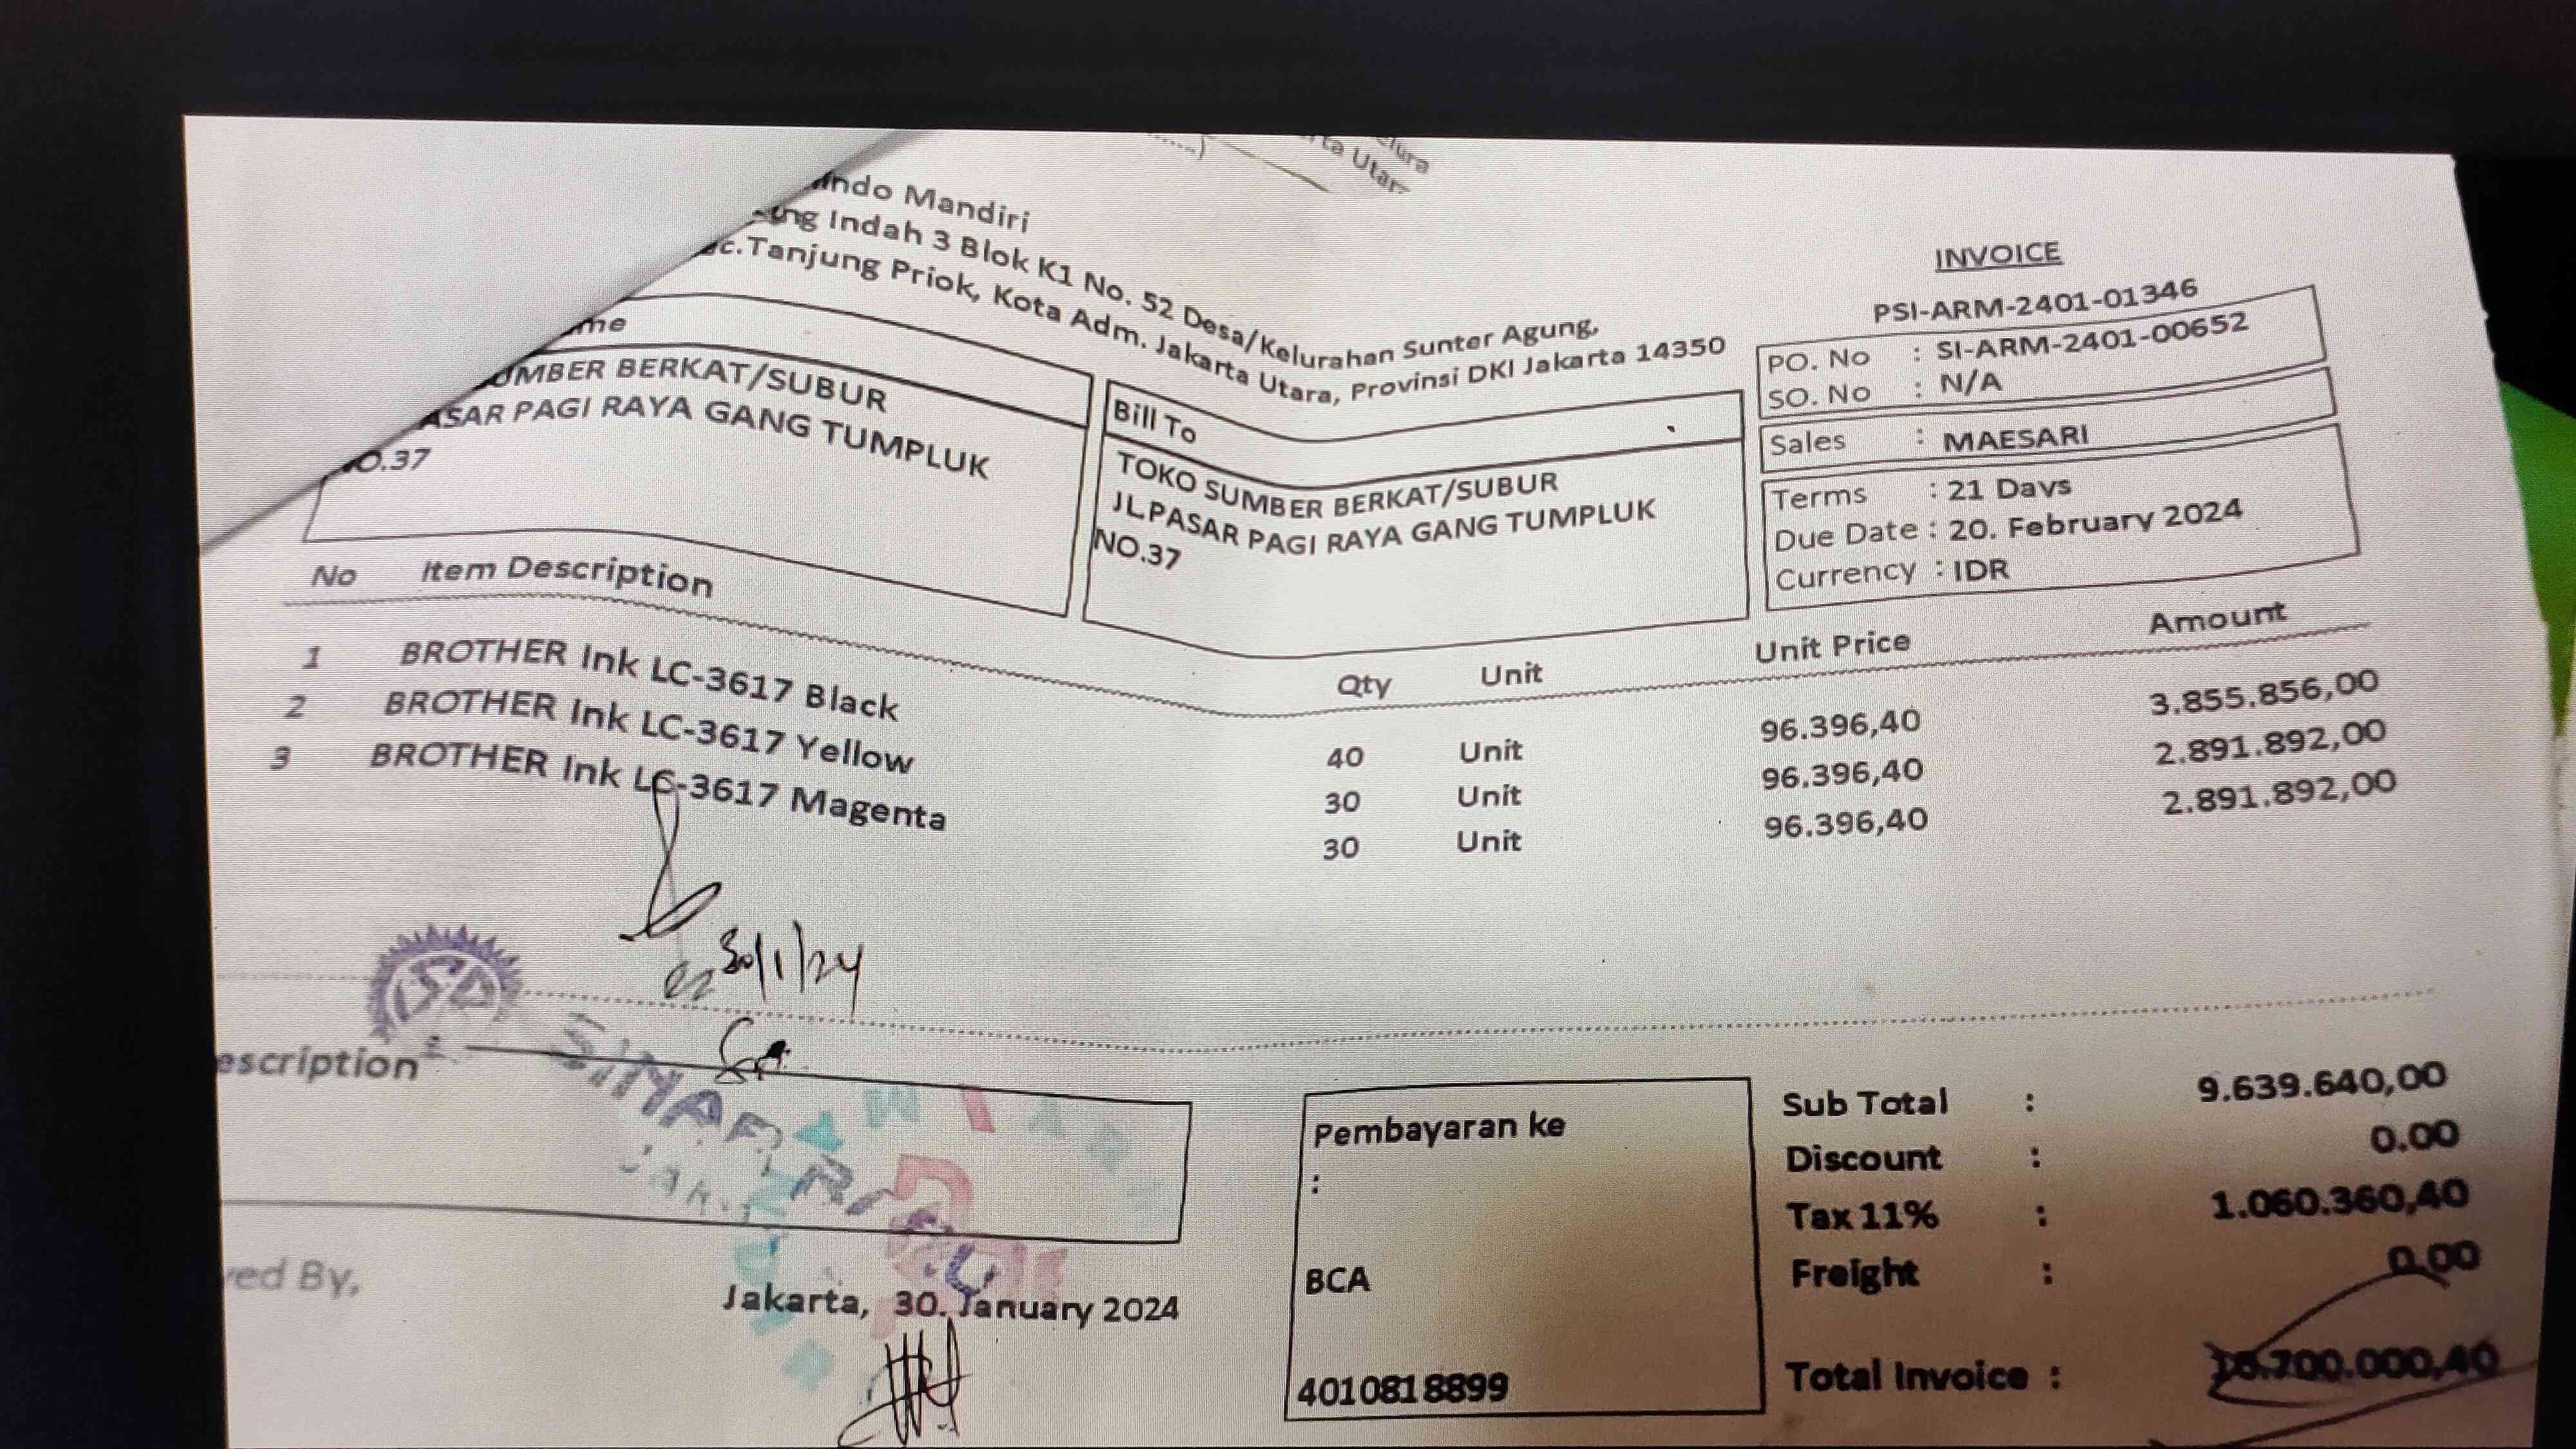 Mandiri
Indah 3 Blok K1 No. 52 Desa/Kelurahan Sunter Agung,
Tanjung Priok, Kota Adm. Jakarta Utara, Provinsi DKI Jakarta 14350
INVOICE
PSI-ARM-2401-01346
PO. No : SI-ARM-2401-00652
SO. No : N/A
Sales : MAESARI
Terms : 21 Days
Due Date : 20. February 2024
Currency : IDR
BERKAT/SUBUR
PAGI RAYA GANG TUMPLUK
NO.37
Bill To
TOKO SUMBER BERKAT/SUBUR
JL.PASAR PAGI RAYA GANG TUMPLUK
NO.37
No Item Description Qty Unit Unit Price Amount
1 BROTHER Ink LC-3617 Black 40 Unit 96.396,40 3.855.856,00
2 BROTHER Ink LC-3617 Yellow 30 Unit 96.396,40 2.891.892,00
3 BROTHER Ink LC-3617 Magenta 30 Unit 96.396,40 2.891.892,00
30/1/24
escription :
SINAR
Pembayaran ke
:
BCA
4010818899
Sub Total : 9.639.640,00
Discount : 0.00
Tax 11% : 1.060.360,40
Freight : 0.00
Total Invoice : 10.700.000,40
By,
Jakarta, 30. January 2024